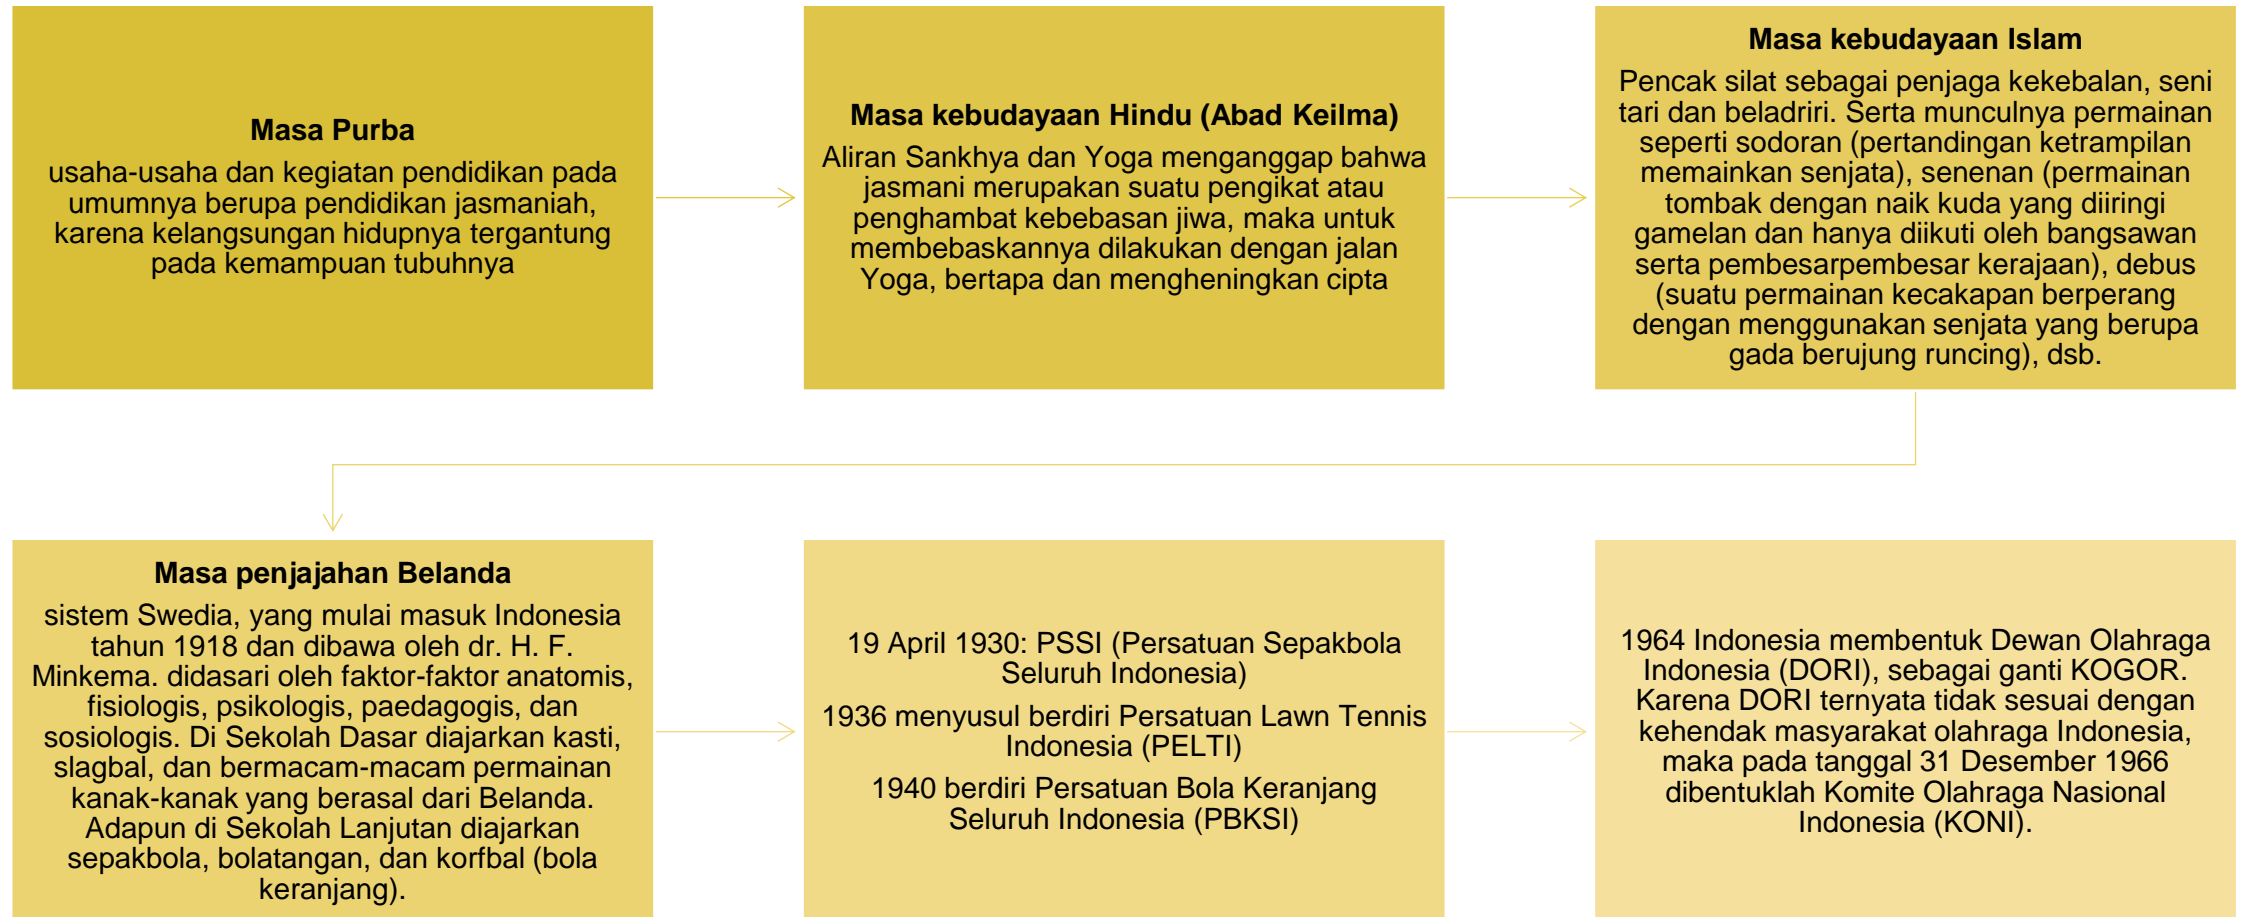 Masa Purba
usaha-usaha dan kegiatan pendidikan pada
umumnya berupa pendidikan jasmaniah,
karena kelangsungan hidupnya tergantung
pada kemampuan tubuhnya
Masa kebudayaan Hindu (Abad Keilma)
Aliran Sankhya dan Yoga menganggap bahwa
jasmani merupakan suatu pengikat atau
penghambat kebebasan jiwa, maka untuk
membebaskannya dilakukan dengan jalan
Yoga, bertapa dan mengheningkan cipta
Masa kebudayaan Islam
Pencak silat sebagai penjaga kekebalan, seni
tari dan beladriri. Serta munculnya permainan
seperti sodoran (pertandingan ketrampilan
memainkan senjata), senenan (permainan
tombak dengan naik kuda yang diiringi
gamelan dan hanya diikuti oleh bangsawan
serta pembesarpembesar kerajaan), debus
(suatu permainan kecakapan berperang
dengan menggunakan senjata yang berupa
gada berujung runcing), dsb.
Masa penjajahan Belanda
sistem Swedia, yang mulai masuk Indonesia
tahun 1918 dan dibawa oleh dr. H. F.
Minkema. didasari oleh faktor-faktor anatomis,
fisiologis, psikologis, paedagogis, dan
sosiologis. Di Sekolah Dasar diajarkan kasti,
slagbal, dan bermacam-macam permainan
kanak-kanak yang berasal dari Belanda.
Adapun di Sekolah Lanjutan diajarkan
sepakbola, bolatangan, dan korfbal (bola
keranjang).
19 April 1930: PSSI (Persatuan Sepakbola
Seluruh Indonesia)
1936 menyusul berdiri Persatuan Lawn Tennis
Indonesia (PELTI)
1940 berdiri Persatuan Bola Keranjang
Seluruh Indonesia (PBKSI)
1964 Indonesia membentuk Dewan Olahraga
Indonesia (DORI), sebagai ganti KOGOR.
Karena DORI ternyata tidak sesuai dengan
kehendak masyarakat olahraga Indonesia,
maka pada tanggal 31 Desember 1966
dibentuklah Komite Olahraga Nasional
Indonesia (KONI).